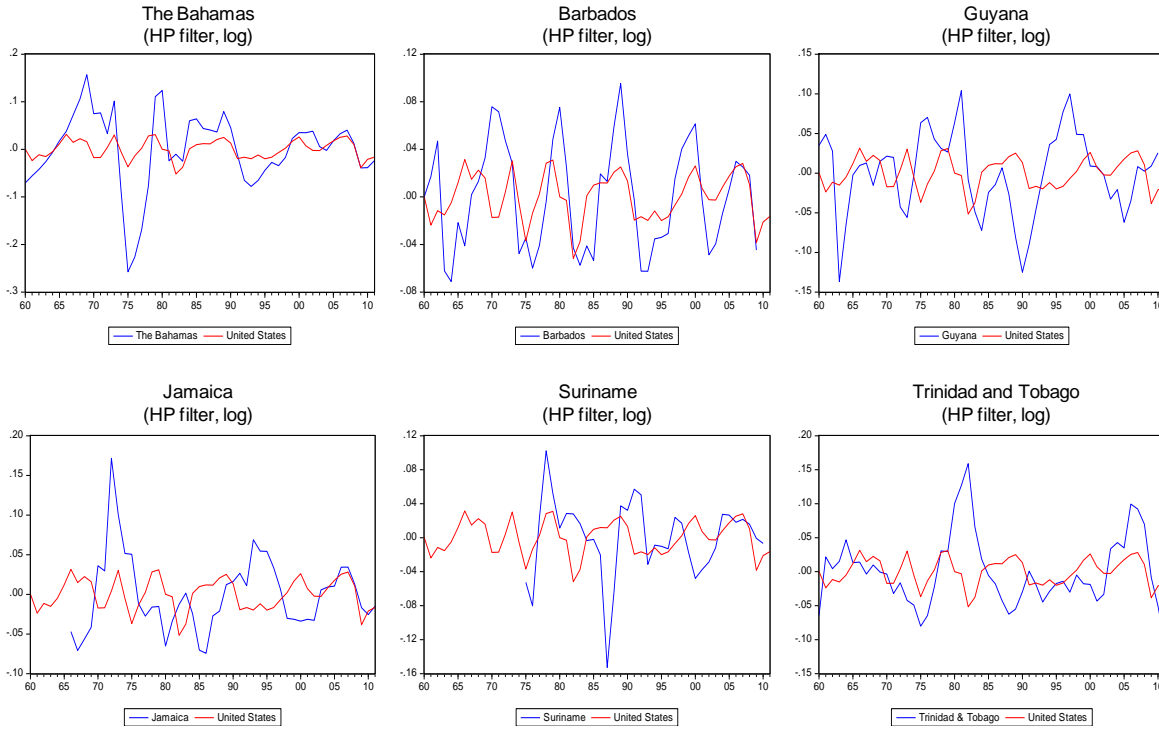 The Bahamas
(HP filter, log)
.2
.1
.0
-.1
-.2
-.3
60 65 70 75 80 85 90 95 00 05 10
The Bahamas United States
Barbados
(HP filter, log)
.12
.08
.04
.00
-.04
-.08
60 65 70 75 80 85 90 95 00 05 10
Barbados United States
Guyana
(HP filter, log)
.15
.10
.05
.00
-.05
-.10
-.15
60 65 70 75 80 85 90 95 00 05 10
Guyana United States
Jamaica
(HP filter, log)
.20
.15
.10
.05
.00
-.05
-.10
60 65 70 75 80 85 90 95 00 05 10
Jamaica United States
Suriname
(HP filter, log)
.12
.08
.04
.00
-.04
-.08
-.12
-.16
60 65 70 75 80 85 90 95 00 05 10
Suriname United States
Trinidad and Tobago
(HP filter, log)
.20
.15
.10
.05
.00
-.05
-.10
-.15
60 65 70 75 80 85 90 95 00 05 10
Trinidad & Tobago United States